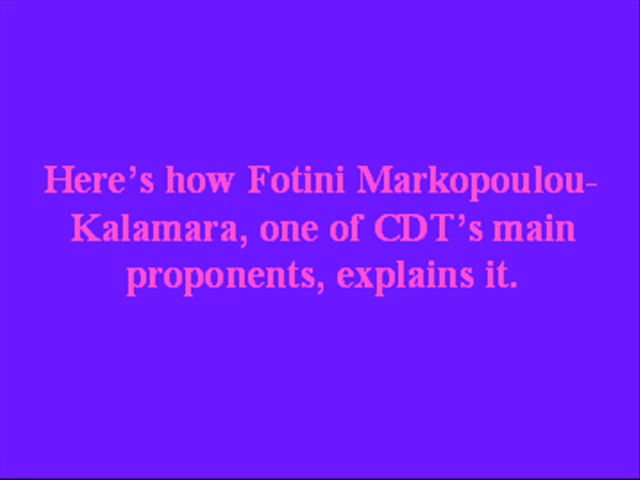 Here’s how Fotini Markopoulou-
Kalamara, one of CDT’s main
proponents, explains it.